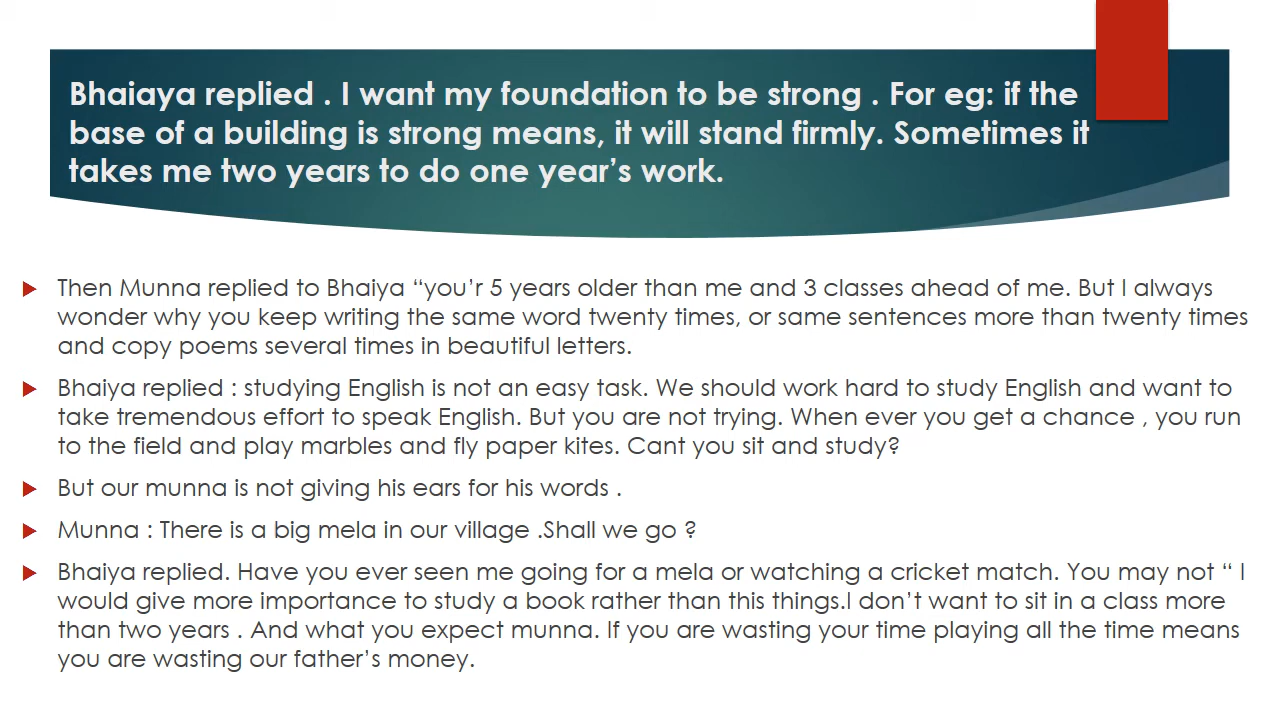 Bhaiaya replied . I want my foundation to be strong . For eg: if the
base of a building is strong means, it will stand firmly. Sometimes it
takes me two years to do one year’s work.
Then Munna replied to Bhaiya “you’r 5 years older than me and 3 classes ahead of me. But I always
wonder why you keep writing the same word twenty times, or same sentences more than twenty times
and copy poems several times in beautiful letters.
Bhaiya replied : studying English is not an easy task. We should work hard to study English and want to
take tremendous effort to speak English. But you are not trying. When ever you get a chance , you run
to the field and play marbles and fly paper kites. Cant you sit and study?
But our munna is not giving his ears for his words .
Munna : There is a big mela in our village .Shall we go ?
Bhaiya replied. Have you ever seen me going for a mela or watching a cricket match. You may not “ I
would give more importance to study a book rather than this things.I don’t want to sit in a class more
than two years . And what you expect munna. If you are wasting your time playing all the time means
you are wasting our father’s money.